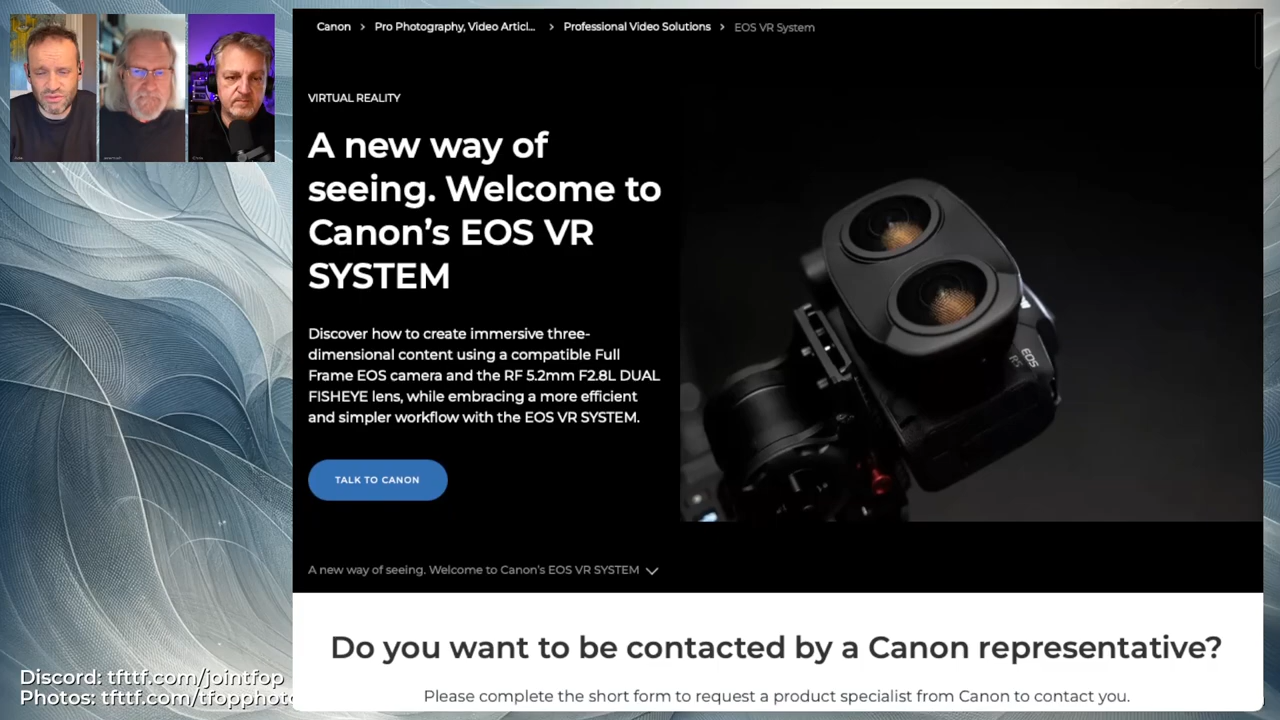 Canon > Pro Photography, Video Articl... > Professional Video Solutions > EOS VR System
VIRTUAL REALITY
A new way of
seeing. Welcome to
Canon’s EOS VR
SYSTEM
Discover how to create immersive three-
dimensional content using a compatible Full
Frame EOS camera and the RF 5.2mm F2.8L DUAL
FISHEYE lens, while embracing a more efficient
and simpler workflow with the EOS VR SYSTEM.
TALK TO CANON
EOS
R5
A new way of seeing. Welcome to Canon’s EOS VR SYSTEM
Do you want to be contacted by a Canon representative?
Please complete the short form to request a product specialist from Canon to contact you.
Discord: tfttf.com/jointfop
Photos: tfttf.com/tfopphoto